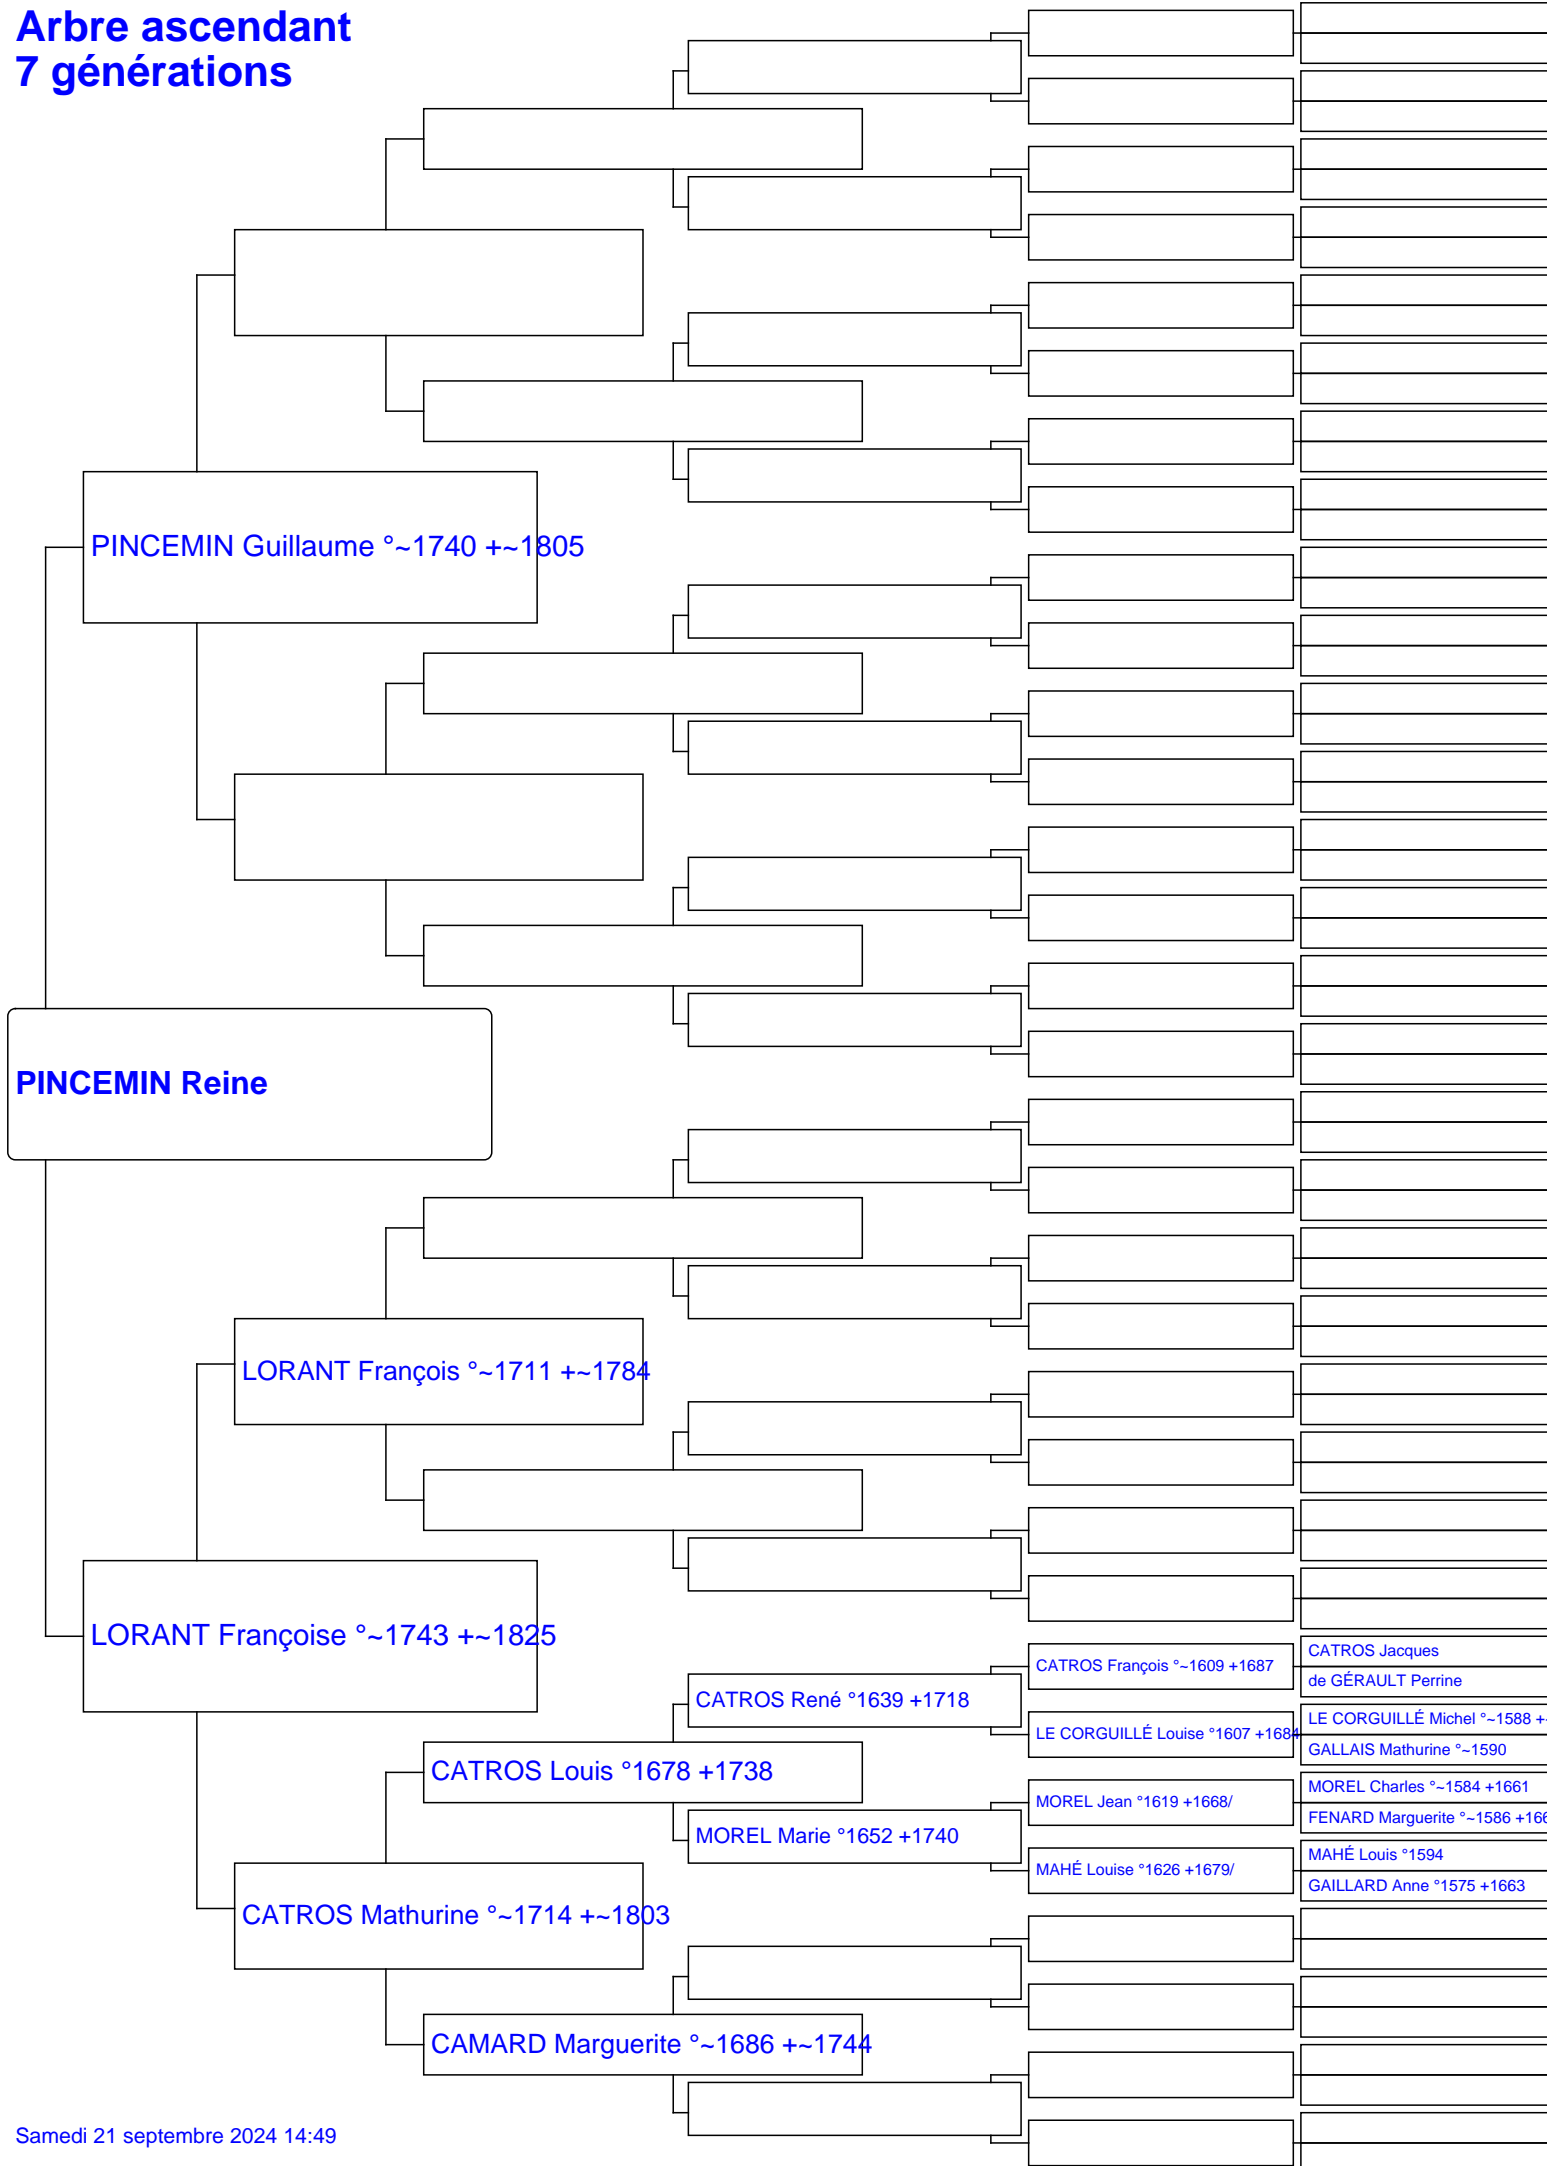 Arbre ascendant
7 générations
PINCEMIN Guillaume °~1740 +~1805
PINCEMIN Reine
LORANT François °~1711 +~1784
LORANT Françoise °~1743 +~1825
CATROS François °~1609 +1687
CATROS Jacques
de GÉRAULT Perrine
CATROS René °1639 +1718
LE CORGUILLÉ Louise °1607 +1684
LE CORGUILLÉ Michel °~1588 +
GALLAIS Mathurine °~1590
CATROS Louis °1678 +1738
MOREL Jean °1619 +1668/
MOREL Charles °~1584 +1661
FENARD Marguerite °~1586 +166
MOREL Marie °1652 +1740
MAHÉ Louise °1626 +1679/
MAHÉ Louis °1594
GAILLARD Anne °1575 +1663
CATROS Mathurine °~1714 +~1803
CAMARD Marguerite °~1686 +~1744
Samedi 21 septembre 2024 14:49